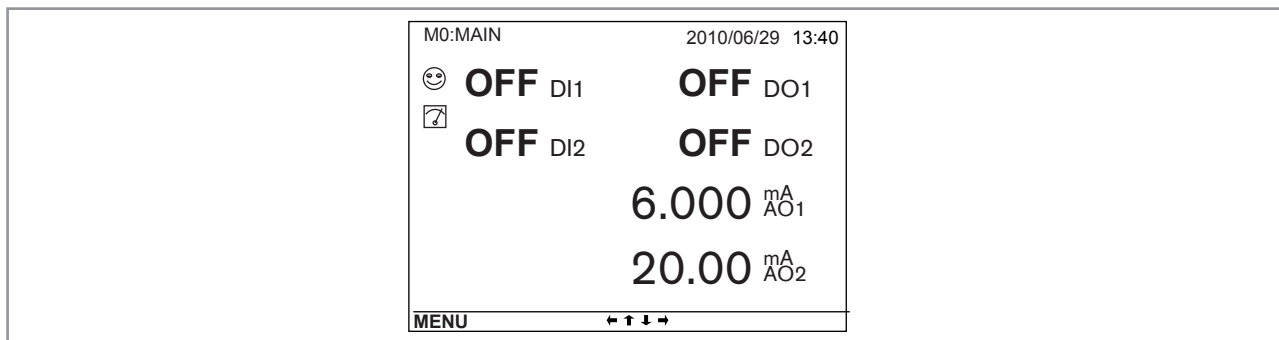 M0:MAIN 2010/06/29 13:40
OFF DI1 OFF DO1
OFF DI2 OFF DO2
6.000 mA AO1
20.00 mA AO2
MENU ←↑↓→